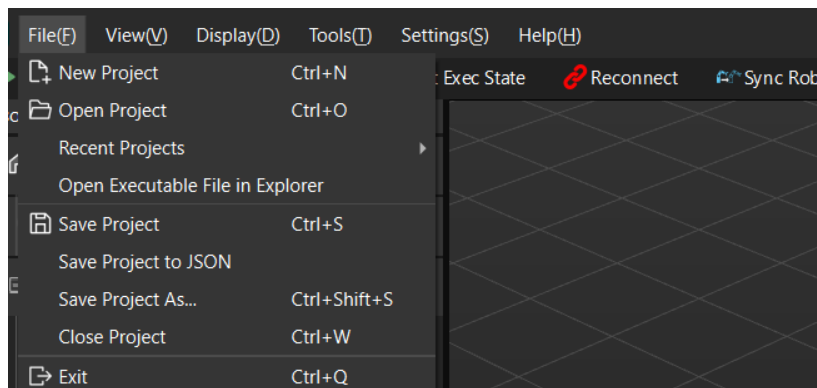 File(F) View(V) Display(D) Tools(T) Settings(S) Help(H)
New Project Ctrl+N
Exec State Reconnect Sync Rob
Open Project Ctrl+O
Recent Projects
Open Executable File in Explorer
Save Project Ctrl+S
Save Project to JSON
Save Project As... Ctrl+Shift+S
Close Project Ctrl+W
Exit Ctrl+Q